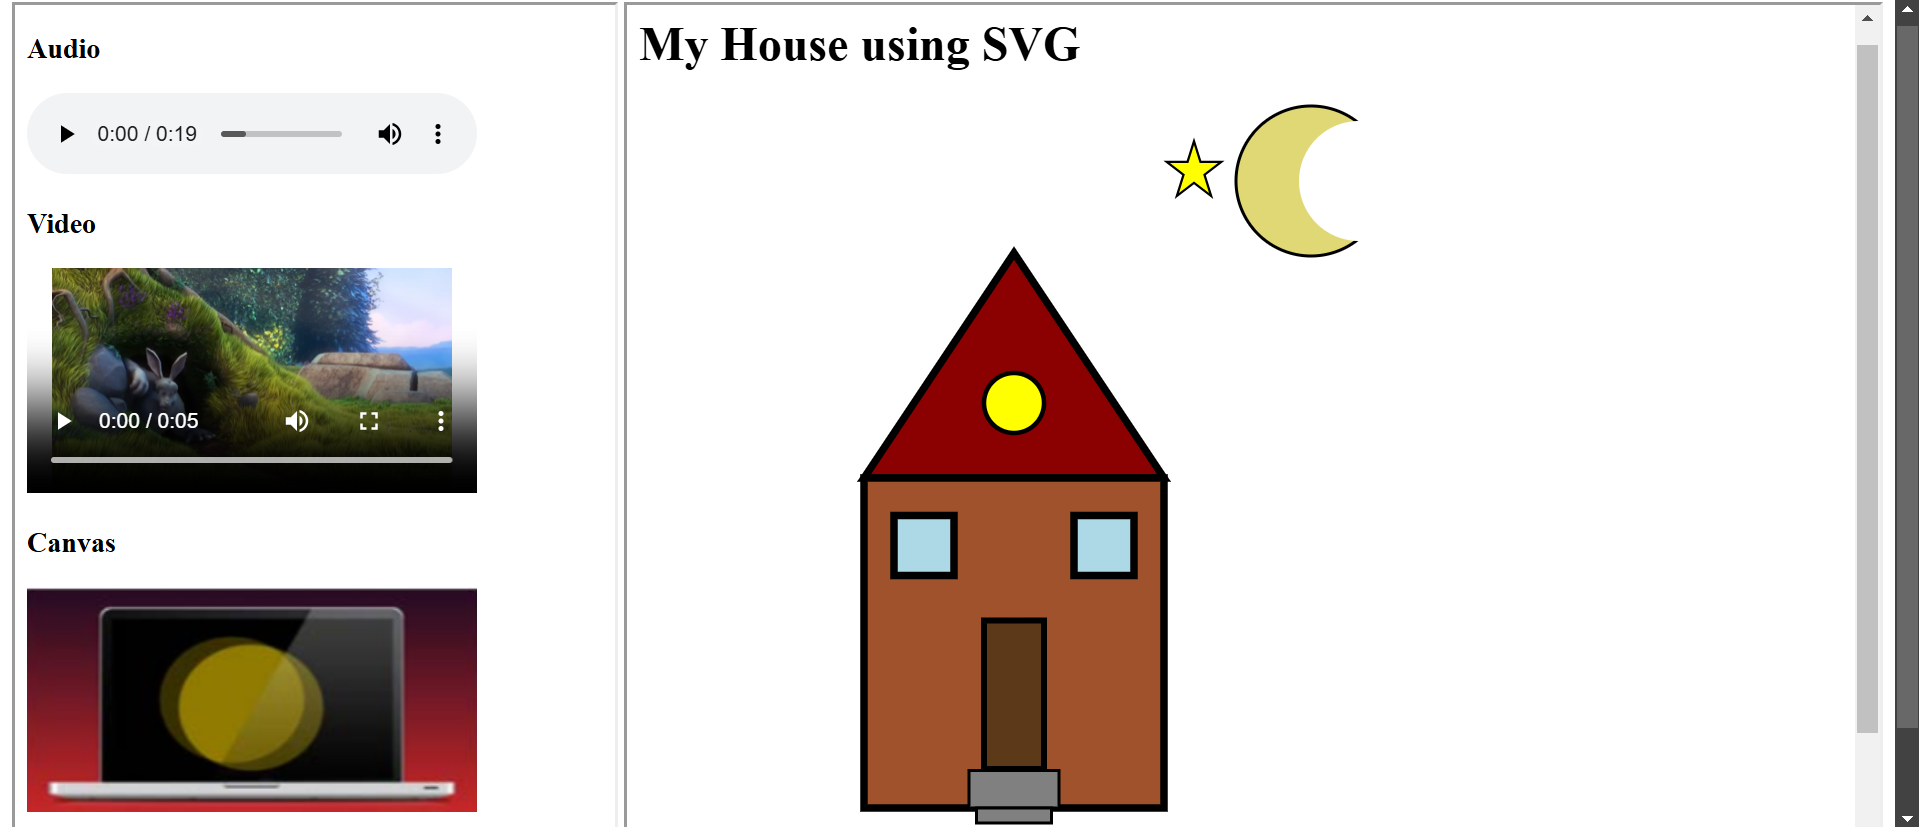 Audio
0:00 / 0:19
Video
0:00 / 0:05
Canvas
My House using SVG